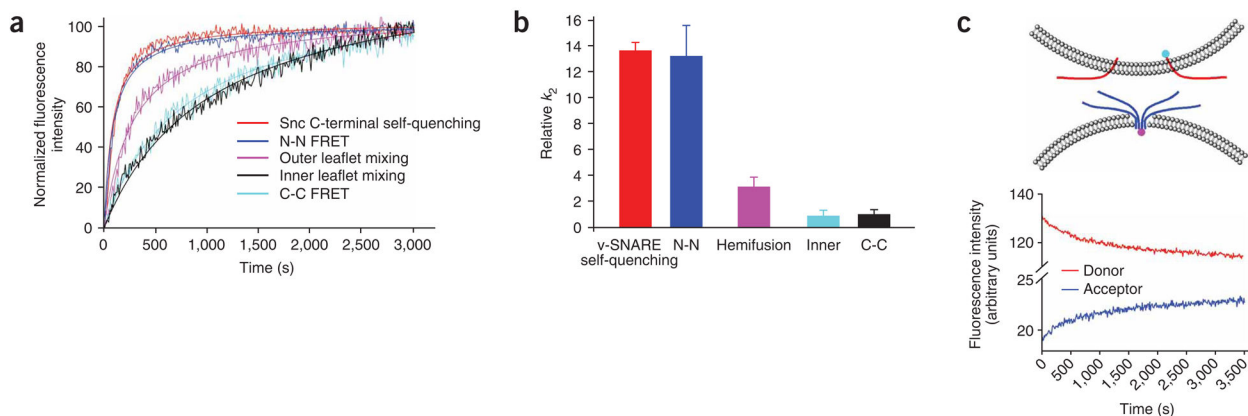 a
Normalized fluorescence
intensity
100
80
60
40
20
0
Snc C-terminal self-quenching
N-N FRET
Outer leaflet mixing
Inner leaflet mixing
C-C FRET
0 500 1,000 1,500 2,000 2,500 3,000
Time (s)
b
Relative k2
16
14
12
10
8
6
4
2
0
v-SNARE N-N Hemifusion Inner C-C
self-quenching
c
Fluorescence intensity
(arbitrary units)
140
120
25
20
Donor
Acceptor
0 500 1,000 1,500 2,000 2,500 3,000 3,500
Time (s)